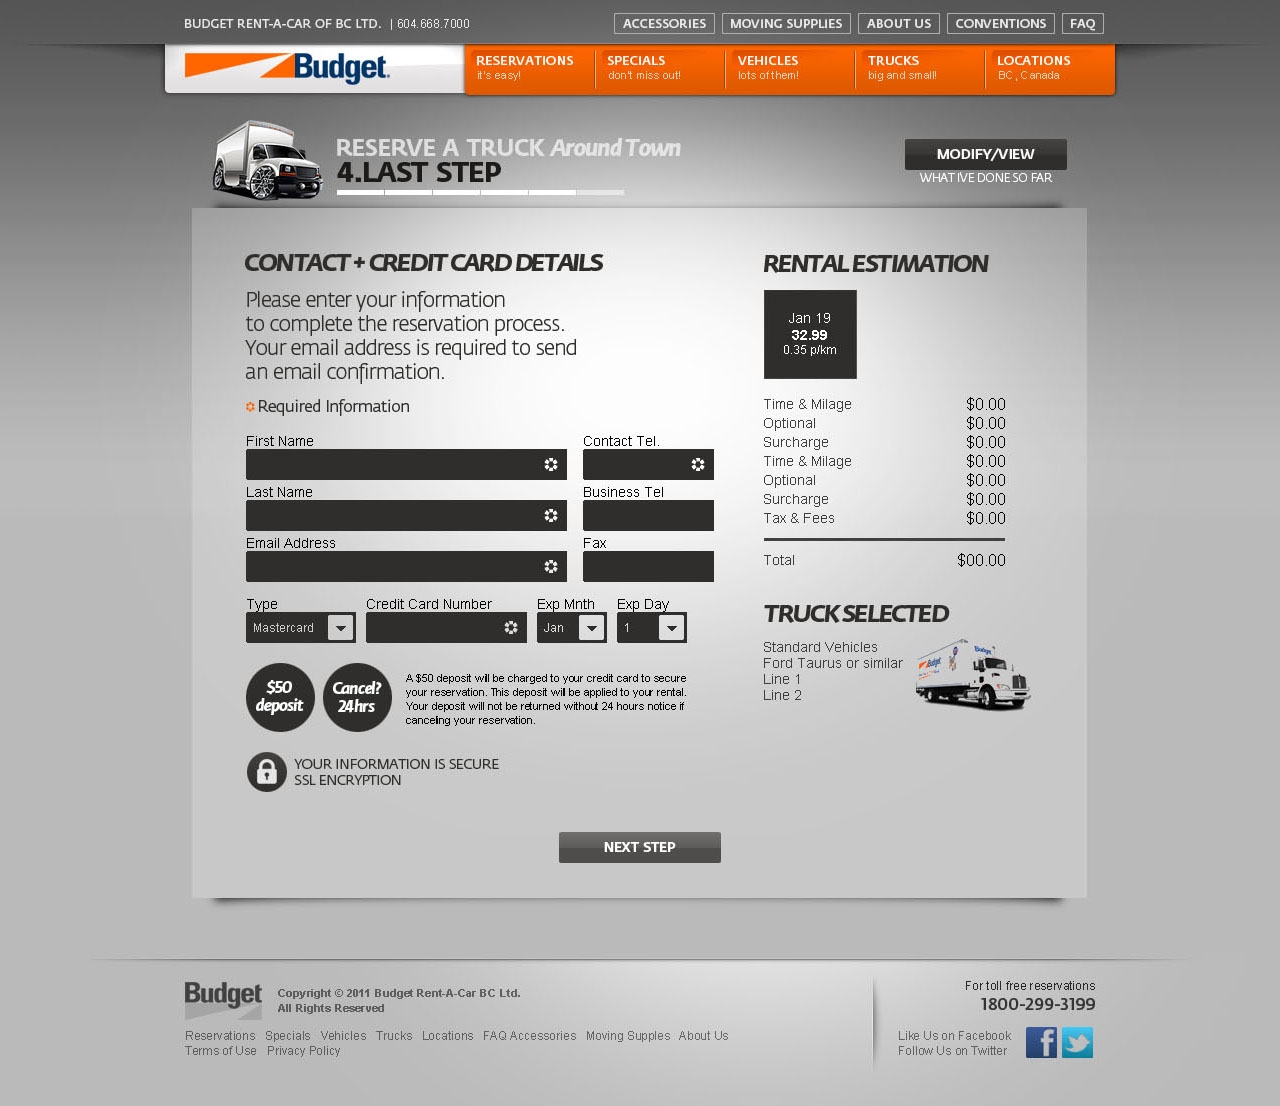 BUDGET RENT-A-CAR OF BC LTD. | 604.668.7000
ACCESSORIES
MOVING SUPPLIES
ABOUT US
CONVENTIONS
FAQ
Budget
RESERVATIONS
it's easy!
SPECIALS
don't miss out!
VEHICLES
lots of them!
TRUCKS
big and small!
LOCATIONS
BC , Canada
RESERVE A TRUCK Around Town
4.LAST STEP
MODIFY/VIEW
WHAT IVE DONE SO FAR
CONTACT + CREDIT CARD DETAILS
Please enter your information
to complete the reservation process.
Your email address is required to send
an email confirmation.
Required Information
First Name
Contact Tel.
Last Name
Business Tel
Email Address
Fax
Type
Credit Card Number
Exp Mnth
Exp Day
Mastercard
Jan
1
$50
deposit
Cancel?
24hrs
A $50 deposit will be charged to your credit card to secure
your reservation. This deposit will be applied to your rental.
Your deposit will not be returned without 24 hours notice if
canceling your reservation.
YOUR INFORMATION IS SECURE
SSL ENCRYPTION
RENTAL ESTIMATION
Jan 19
32.99
0.35 p/km
Time & Milage $0.00
Optional $0.00
Surcharge $0.00
Time & Milage $0.00
Optional $0.00
Surcharge $0.00
Tax & Fees $0.00
Total $00.00
TRUCK SELECTED
Standard Vehicles
Ford Taurus or similar
Line 1
Line 2
Budget
Budget
NEXT STEP
Budget
Copyright © 2011 Budget Rent-A-Car BC Ltd.
All Rights Reserved
Reservations Specials Vehicles Trucks Locations FAQ Accessories Moving Supples About Us
Terms of Use Privacy Policy
For toll free reservations
1800-299-3199
Like Us on Facebook
Follow Us on Twitter